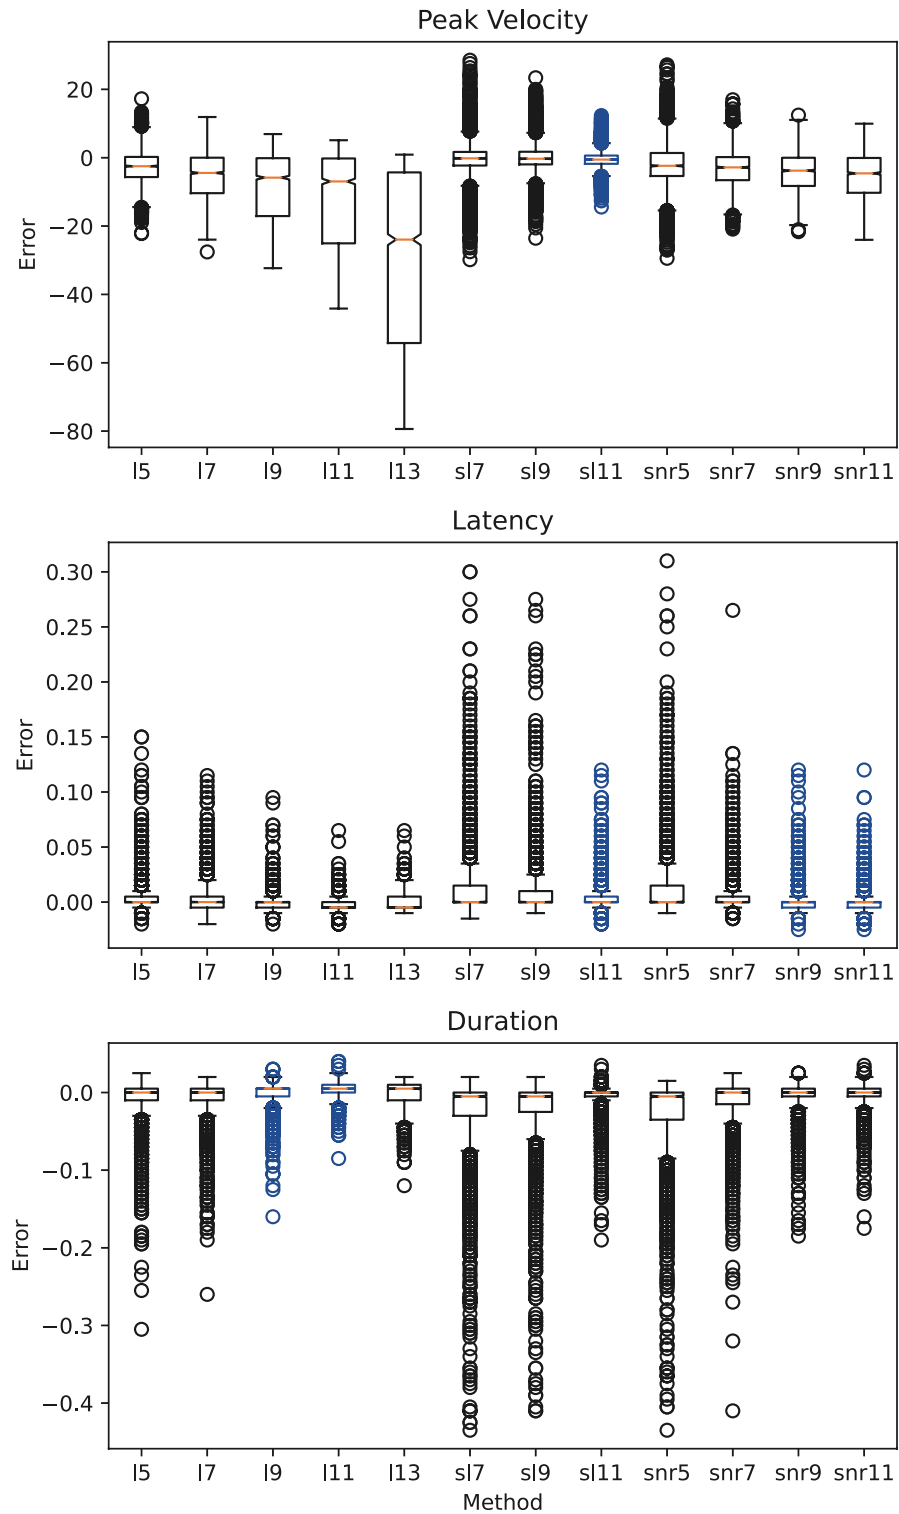 Peak Velocity
20
0
−20
−40
−60
−80
Error
l5 l7 l9 l11 l13 sl7 sl9 sl11 snr5 snr7 snr9 snr11
Latency
0.30
0.25
0.20
0.15
0.10
0.05
0.00
Error
l5 l7 l9 l11 l13 sl7 sl9 sl11 snr5 snr7 snr9 snr11
Duration
0.0
−0.1
−0.2
−0.3
−0.4
Error
l5 l7 l9 l11 l13 sl7 sl9 sl11 snr5 snr7 snr9 snr11
Method